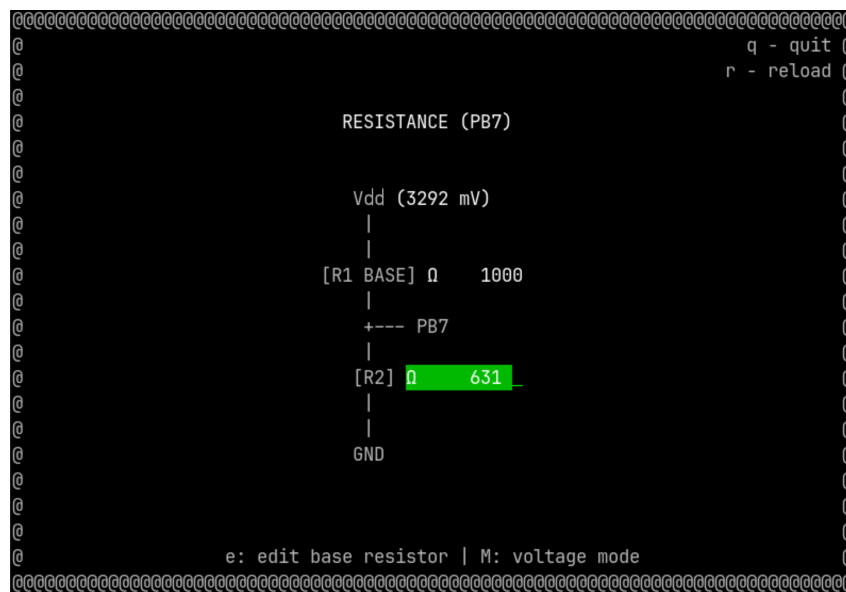 @@@@@@@@@@@@@@@@@@@@@@@@@@@@@@@@@@@@@@@@@@@@@@@@@@@@@@@@@@@@@@@@@@@@@@@@@@@@@@@
@ q - quit @
@ r - reload @
@ @
@ RESISTANCE (PB7) @
@ @
@ @
@ Vdd (3292 mV) @
@ | @
@ | @
@ [R1 BASE] Ω 1000 @
@ | @
@ +--- PB7 @
@ | @
@ [R2] Ω 631 _ @
@ | @
@ | @
@ GND @
@ @
@ @
@ @
@ e: edit base resistor | M: voltage mode @
@@@@@@@@@@@@@@@@@@@@@@@@@@@@@@@@@@@@@@@@@@@@@@@@@@@@@@@@@@@@@@@@@@@@@@@@@@@@@@@